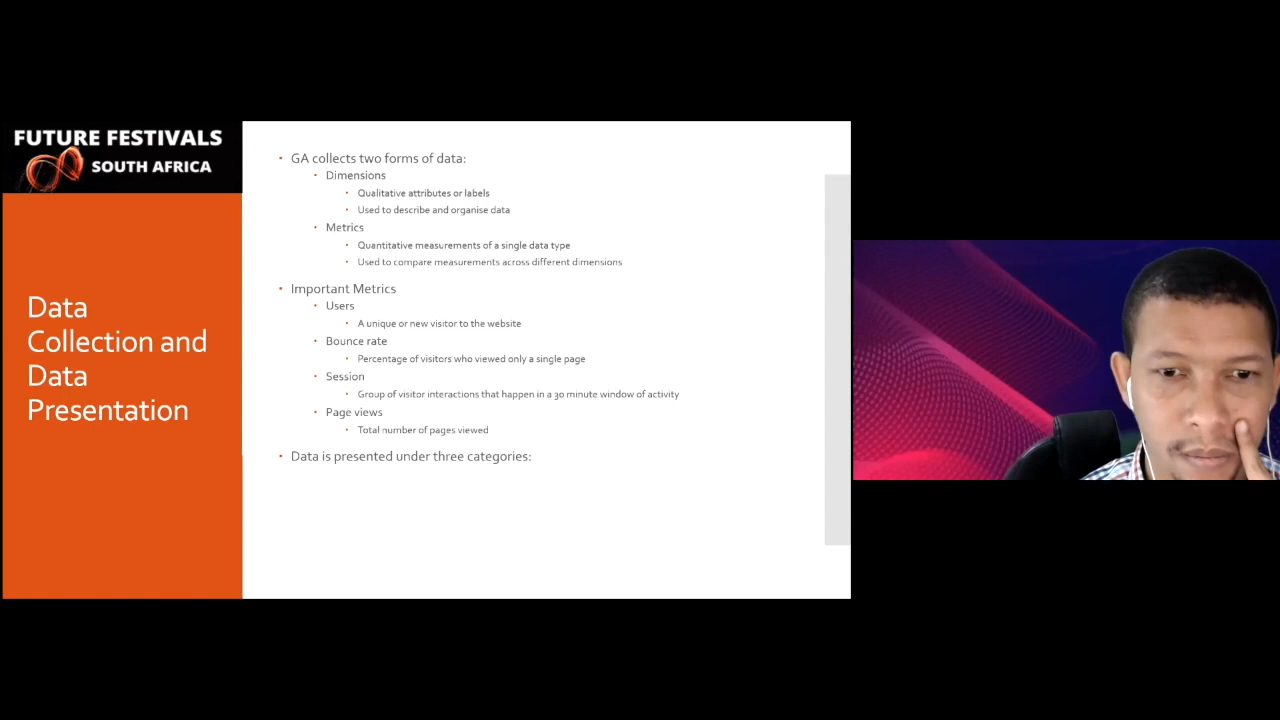 FUTURE FESTIVALS
SOUTH AFRICA
Data
Collection and
Data
Presentation
• GA collects two forms of data:
• Dimensions
• Qualitative attributes or labels
• Used to describe and organise data
• Metrics
• Quantitative measurements of a single data type
• Used to compare measurements across different dimensions
• Important Metrics
• Users
• A unique or new visitor to the website
• Bounce rate
• Percentage of visitors who viewed only a single page
• Session
• Group of visitor interactions that happen in a 30 minute window of activity
• Page views
• Total number of pages viewed
• Data is presented under three categories: